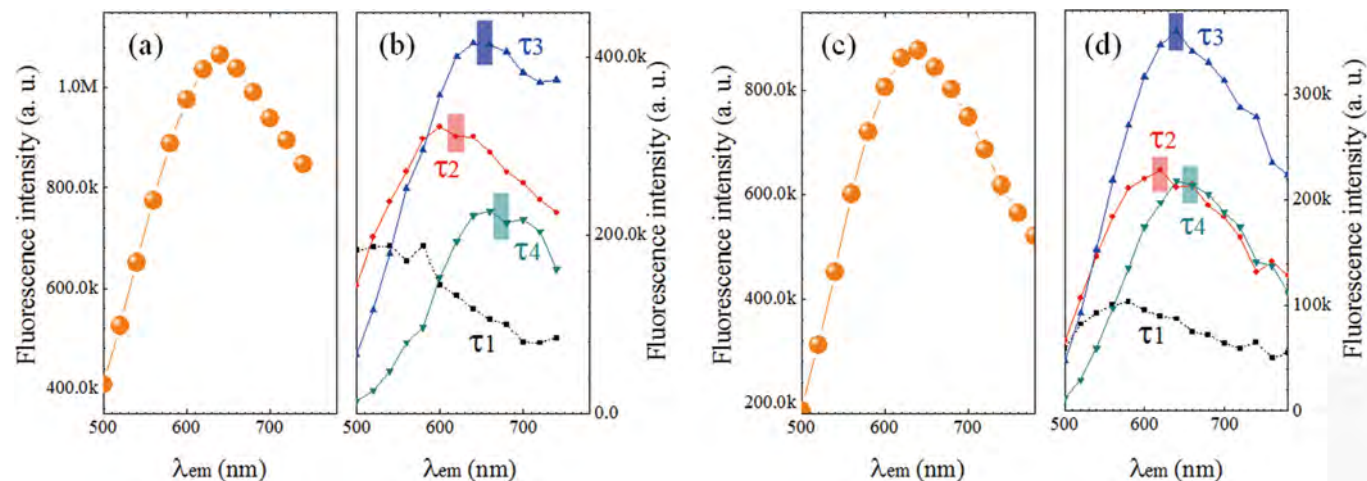 (a)
Fluorescence intensity (a. u.)
1.0M
800.0k
600.0k
400.0k
500 600 700
λem (nm)
(b)
τ3
τ2
τ4
τ1
400.0k
200.0k
0.0
Fluorescence intensity (a. u.)
500 600 700
λem (nm)
(c)
Fluorescence intensity (a. u.)
800.0k
600.0k
400.0k
200.0k
500 600 700
λem (nm)
(d)
τ3
τ2
τ4
τ1
300k
200k
100k
0
Fluorescence intensity (a. u.)
500 600 700
λem (nm)